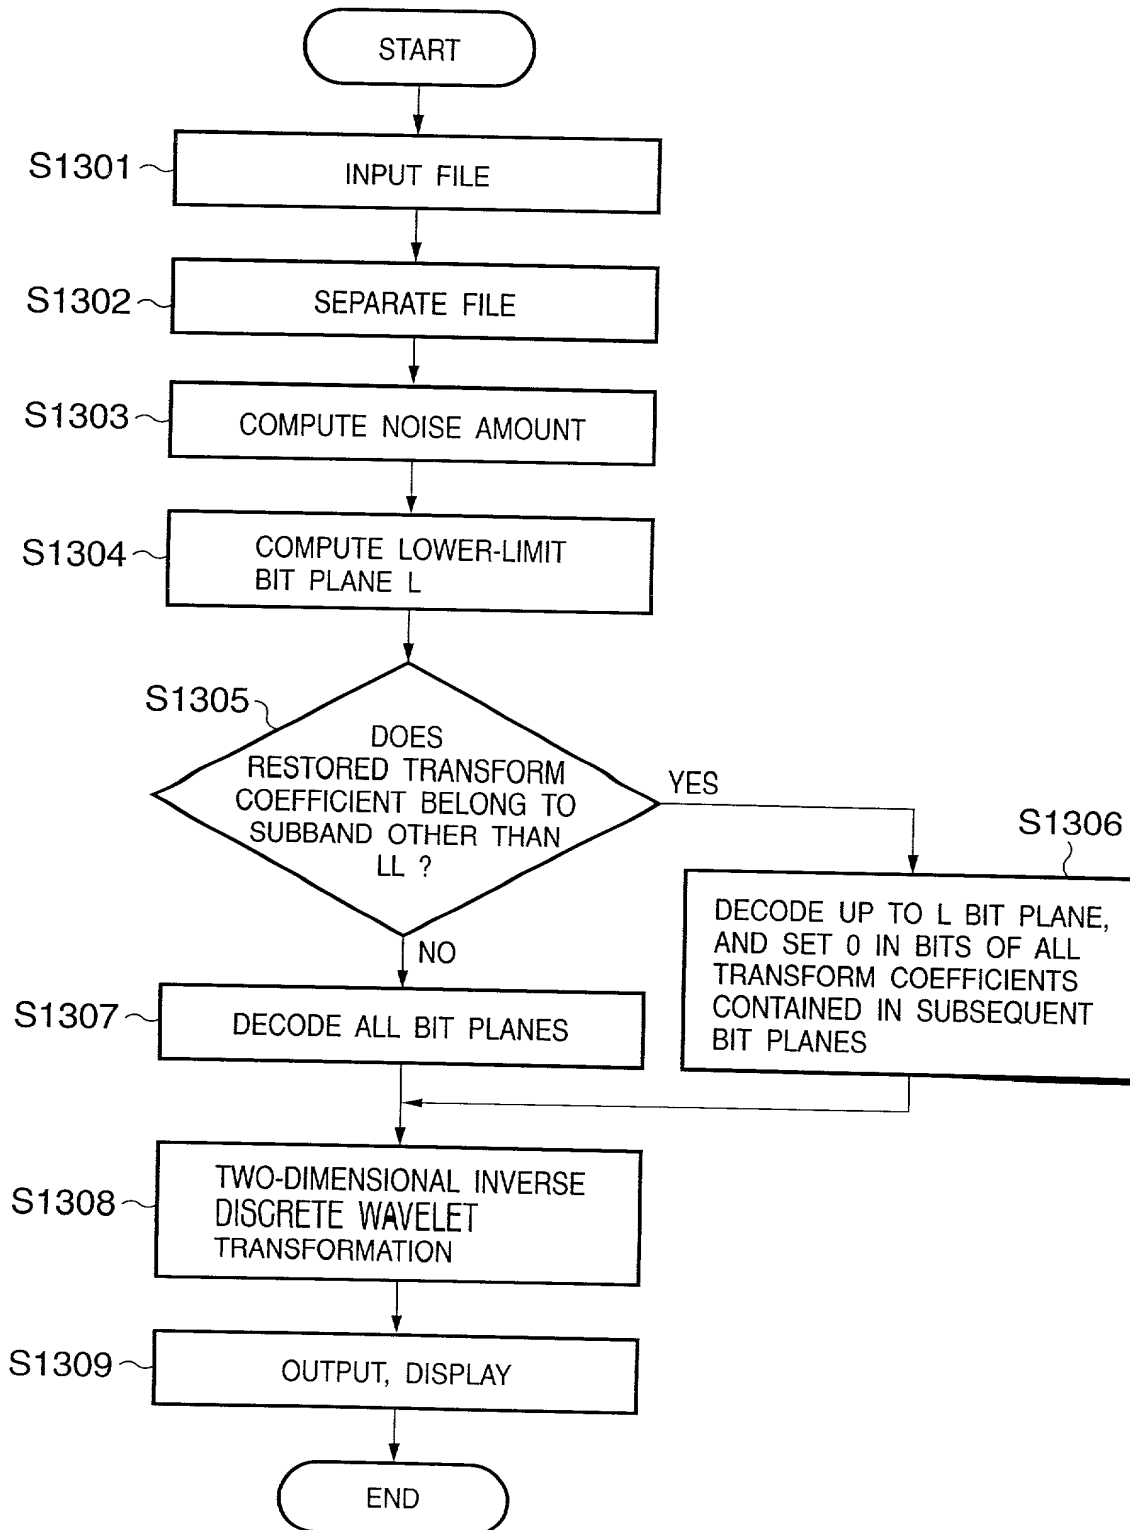 START
S1301
INPUT FILE
S1302
SEPARATE FILE
S1303
COMPUTE NOISE AMOUNT
S1304
COMPUTE LOWER-LIMIT
BIT PLANE L
S1305
DOES
RESTORED TRANSFORM
COEFFICIENT BELONG TO
SUBBAND OTHER THAN
LL ?
YES
NO
S1306
DECODE UP TO L BIT PLANE,
AND SET 0 IN BITS OF ALL
TRANSFORM COEFFICIENTS
CONTAINED IN SUBSEQUENT
BIT PLANES
S1307
DECODE ALL BIT PLANES
S1308
TWO-DIMENSIONAL INVERSE
DISCRETE WAVELET
TRANSFORMATION
S1309
OUTPUT, DISPLAY
END